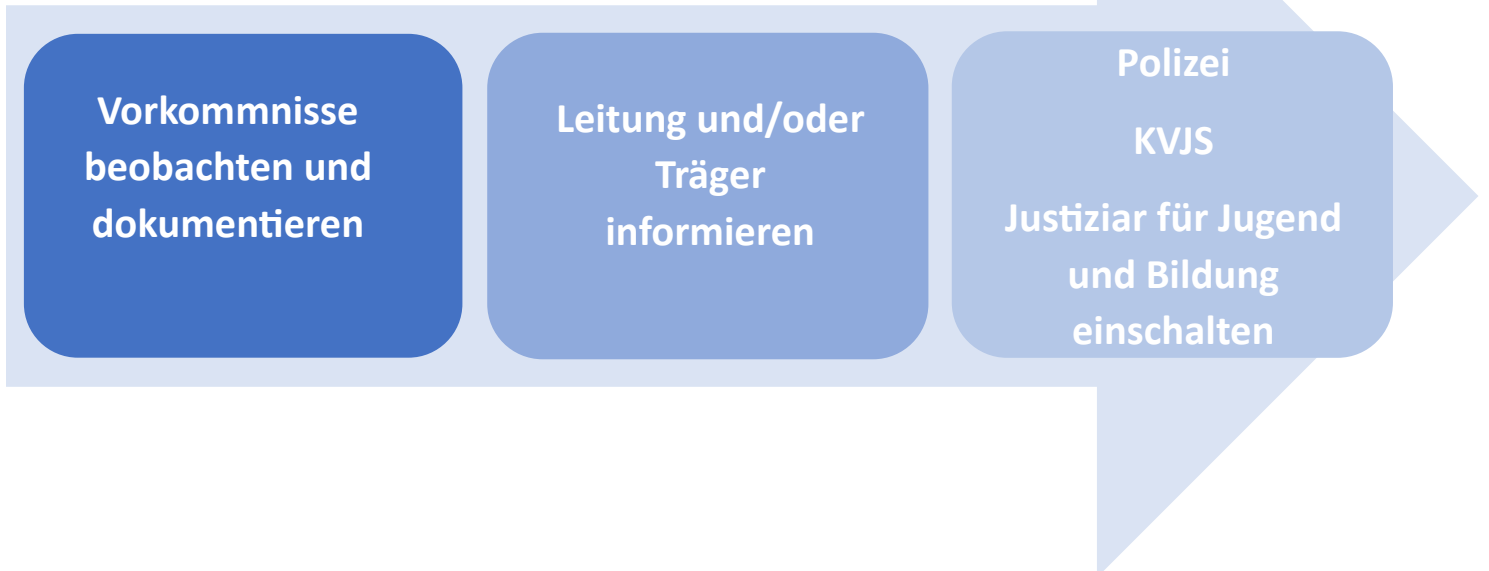 Vorkommnisse
beobachten und
dokumentieren
Leitung und/oder
Träger
informieren
Polizei
KVJS
Justiziar für Jugend
und Bildung
einschalten